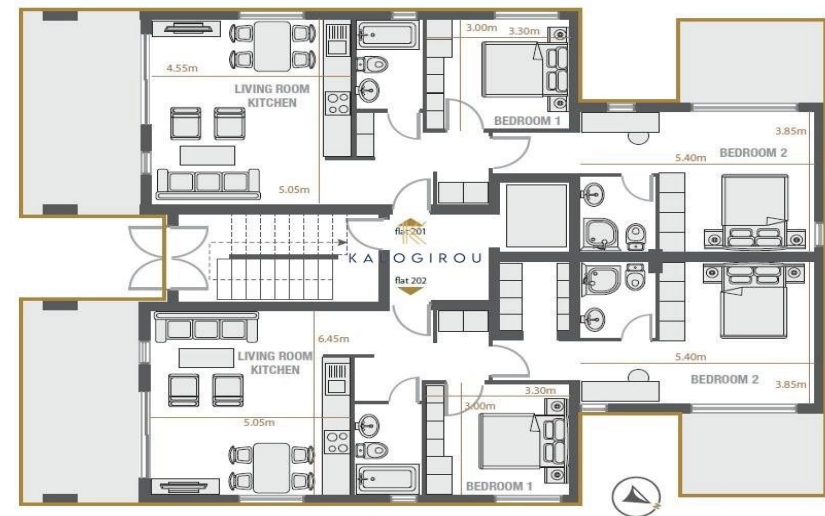 3.00m
3.30m
4.55m
LIVING ROOM
KITCHEN
BEDROOM 1
3.85m
BEDROOM 2
5.40m
5.05m
flat 201
KALOGIROU
flat 202
6.45m
LIVING ROOM
KITCHEN
5.40m
BEDROOM 2
3.85m
3.30m
3.00m
5.05m
BEDROOM 1